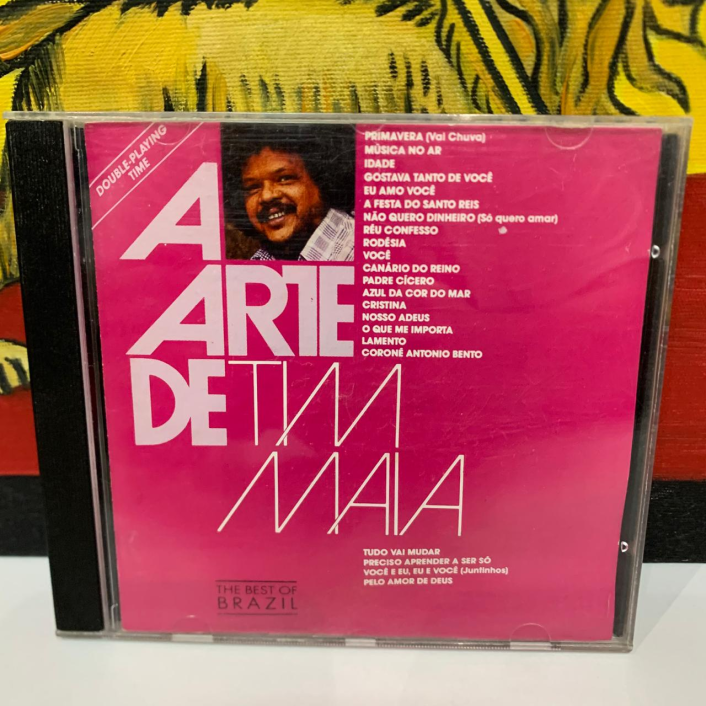 DOUBLE-PLAYING
TIME
A
ARTE
DE TIM
MAIA
PRIMAVERA (Vai Chuva)
MÚSICA NO AR
IDADE
GOSTAVA TANTO DE VOCÊ
EU AMO VOCÊ
A FESTA DO SANTO REIS
NÃO QUERO DINHEIRO (Só quero amar)
RÉU CONFESSO
RODÉSIA
VOCÊ
CANÁRIO DO REINO
PADRE CÍCERO
AZUL DA COR DO MAR
CRISTINA
NOSSO ADEUS
O QUE ME IMPORTA
LAMENTO
CORONÉ ANTONIO BENTO
TUDO VAI MUDAR
PRECISO APRENDER A SER SÓ
VOCÊ E EU, EU E VOCÊ (Juntinhos)
PELO AMOR DE DEUS
THE BEST OF
BRAZIL